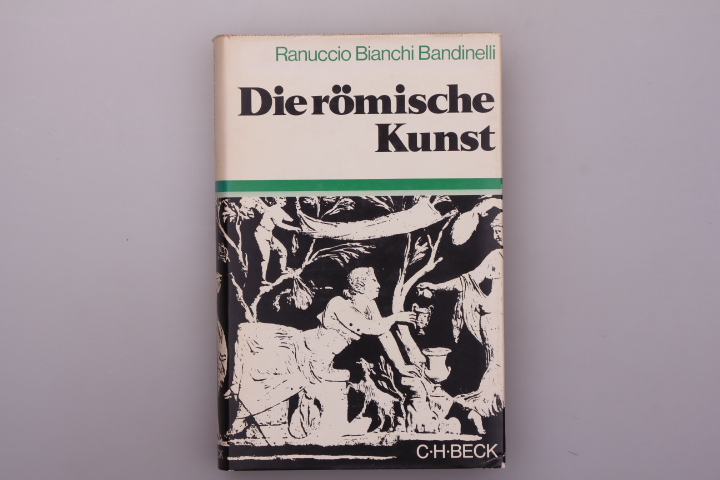 Ranuccio Bianchi Bandinelli
Die römische
Kunst
C·H·BECK